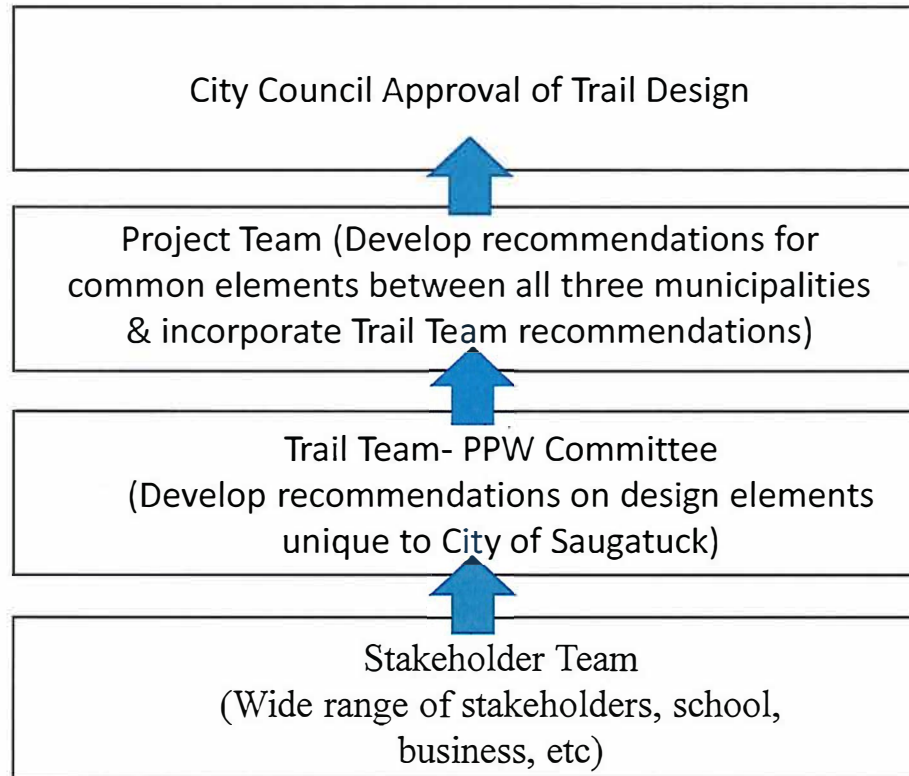 City Council Approval of Trail Design
Project Team (Develop recommendations for
common elements between all three municipalities
& incorporate Trail Team recommendations)
Trail Team- PPW Committee
(Develop recommendations on design elements
unique to City of Saugatuck)
Stakeholder Team
(Wide range of stakeholders, school,
business, etc)